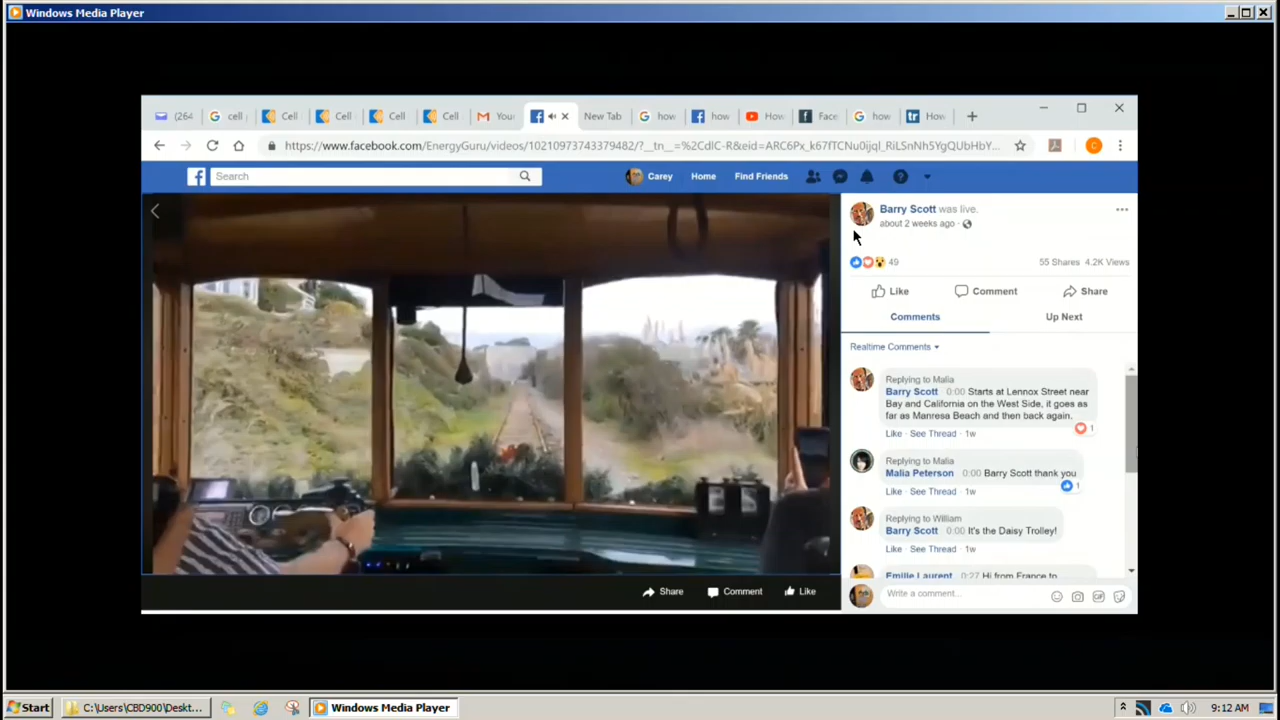 Windows Media Player
(264
cell
Cell
Cell
Cell
Cell
You
New Tab
how
how
How
Face
how
How
https://www.facebook.com/EnergyGuru/videos/10210973743379482/?__tn__=%2CdlC-R&eid=ARC6Px_k67fTCNu0ijql_RiLSnNh5YgQUbHbY...
Search
Carey
Home
Find Friends
Barry Scott was live.
about 2 weeks ago ·
49
55 Shares 4.2K Views
Like
Comment
Share
Comments
Up Next
Realtime Comments
Replying to Malia
Barry Scott 0:00 Starts at Lennox Street near
Bay and California on the West Side, it goes as
far as Manresa Beach and then back again.
1
Like · See Thread · 1w
Replying to Malia
Malia Peterson 0:00 Barry Scott thank you
1
Like · See Thread · 1w
Replying to William
Barry Scott 0:00 It's the Daisy Trolley!
Like · See Thread · 1w
Emilie Laurent 0:27 Hi from France to
Share
Comment
Like
Write a comment...
GIF
Start
C:\Users\CBD900\Deskt...
Windows Media Player
9:12 AM